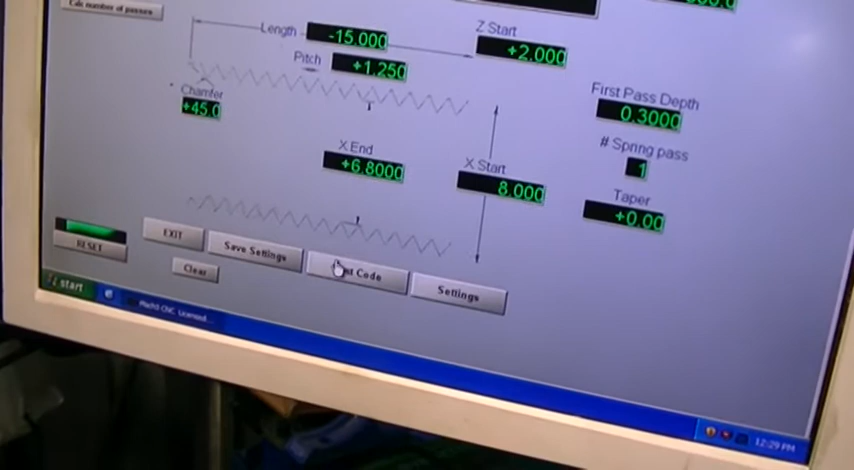 Calc number of passes
Length
-15.000
Z Start
+2.000
Pitch
+1.250
Chamfer
+45.0
First Pass Depth
0.3000
# Spring pass
1
X End
+6.8000
X Start
8.000
Taper
+0.00
RESET
EXIT
Save Settings
Code
Clear
Settings
start
Mach3 CNC Licensed...
12:29 PM